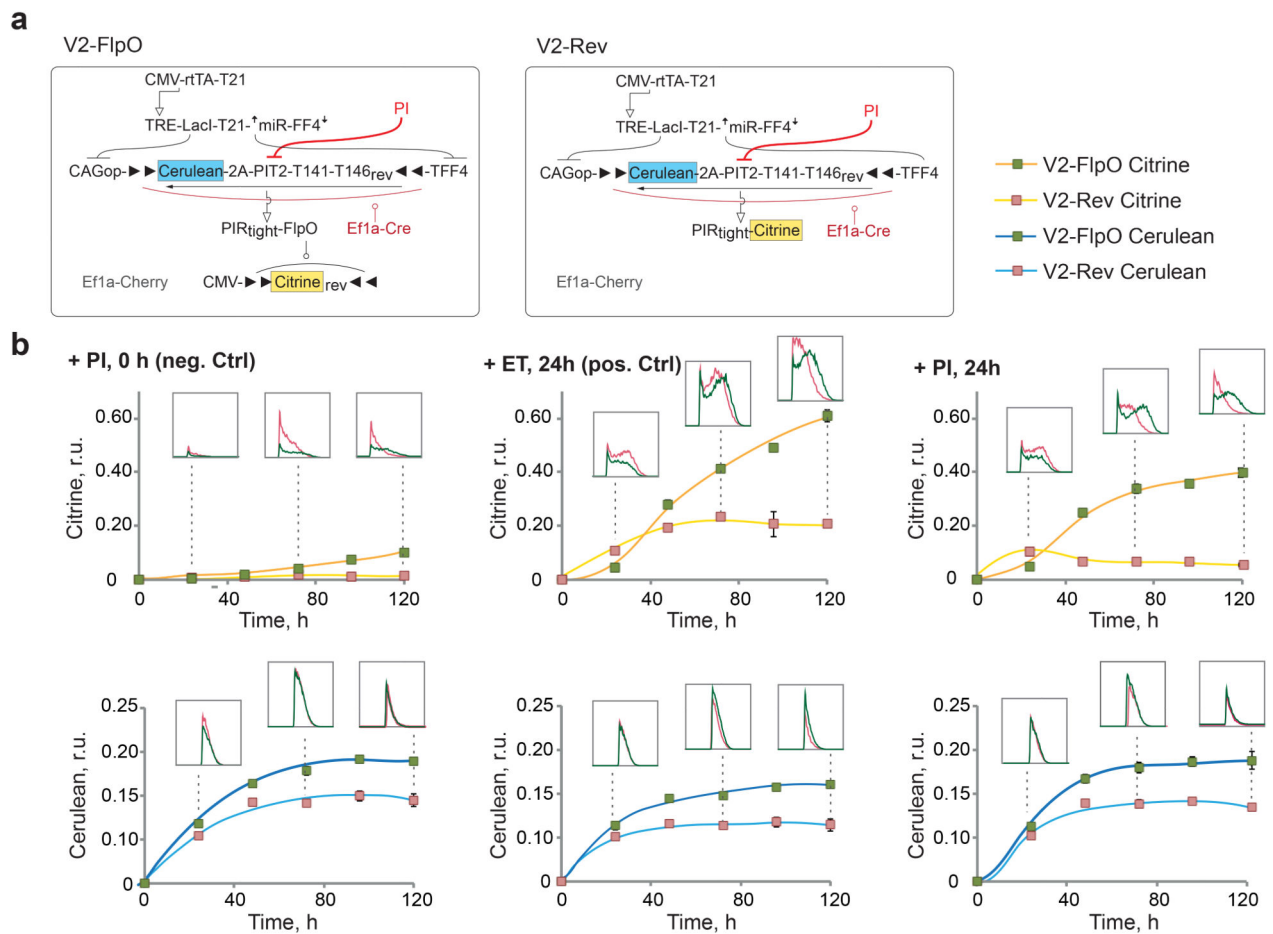 a
V2-FlpO
CMV-rtTA-T21
PI
TRE-LacI-T21-↑miR-FF4↓
CAGop-►►Cerulean-2A-PIT2-T141-T146rev◄◄-TFF4
PIRtight-FlpO
Ef1a-Cre
Ef1a-Cherry
CMV-►►Citrine rev◄◄
V2-Rev
CMV-rtTA-T21
PI
TRE-LacI-T21-↑miR-FF4↓
CAGop-►►Cerulean-2A-PIT2-T141-T146rev◄◄-TFF4
PIRtight-Citrine
Ef1a-Cre
Ef1a-Cherry
V2-FlpO Citrine
V2-Rev Citrine
V2-FlpO Cerulean
V2-Rev Cerulean
b
+ PI, 0 h (neg. Ctrl)
Citrine, r.u.
0.60
0.40
0.20
0
0 40 80 120
Time, h
+ ET, 24h (pos. Ctrl)
Citrine, r.u.
0.60
0.40
0.20
0
0 40 80 120
Time, h
+ PI, 24h
Citrine, r.u.
0.60
0.40
0.20
0
0 40 80 120
Time, h
Cerulean, r.u.
0.25
0.20
0.15
0.10
0
0 40 80 120
Time, h
Cerulean, r.u.
0.25
0.20
0.15
0.10
0
0 40 80 120
Time, h
Cerulean, r.u.
0.25
0.20
0.15
0.10
0
0 40 80 120
Time, h